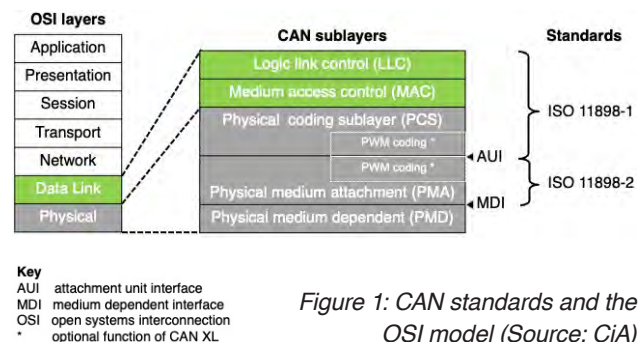 OSI layers
Application
Presentation
Session
Transport
Network
Data Link
Physical
CAN sublayers
Logic link control (LLC)
Medium access control (MAC)
Physical coding sublayer (PCS)
PWM coding *
PWM coding *
Physical medium attachment (PMA)
Physical medium dependent (PMD)
AUI
MDI
Standards
ISO 11898-1
ISO 11898-2
Key
AUI attachment unit interface
MDI medium dependent interface
OSI open systems interconnection
* optional function of CAN XL
Figure 1: CAN standards and the
OSI model (Source: CiA)